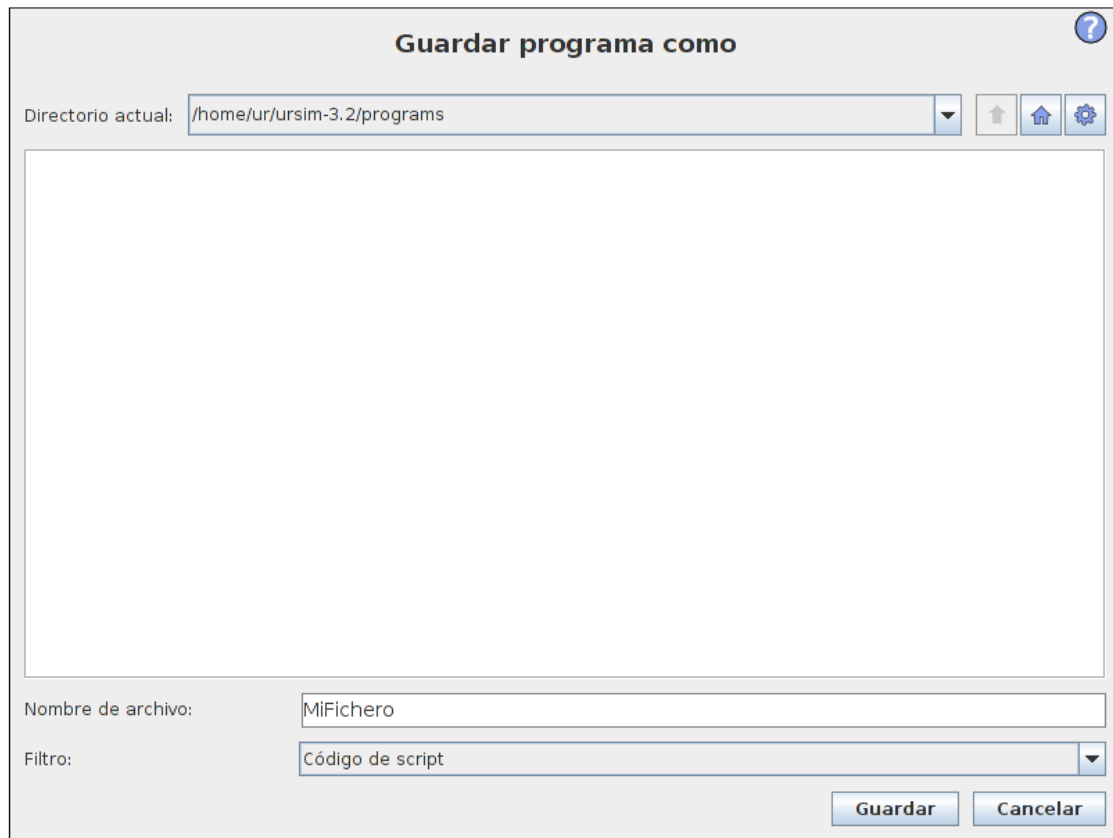 Guardar programa como
?
Directorio actual: /home/ur/ursim-3.2/programs
Nombre de archivo: MiFichero
Filtro: Código de script
Guardar Cancelar